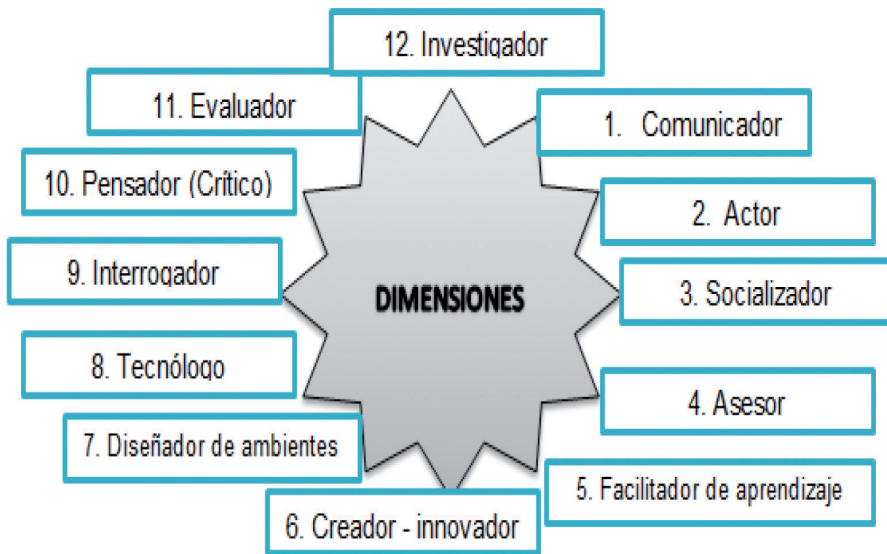 12. Investigador
11. Evaluador
1. Comunicador
10. Pensador (Crítico)
2. Actor
9. Interrogador
DIMENSIONES
3. Socializador
8. Tecnólogo
4. Asesor
7. Diseñador de ambientes
5. Facilitador de aprendizaje
6. Creador - innovador